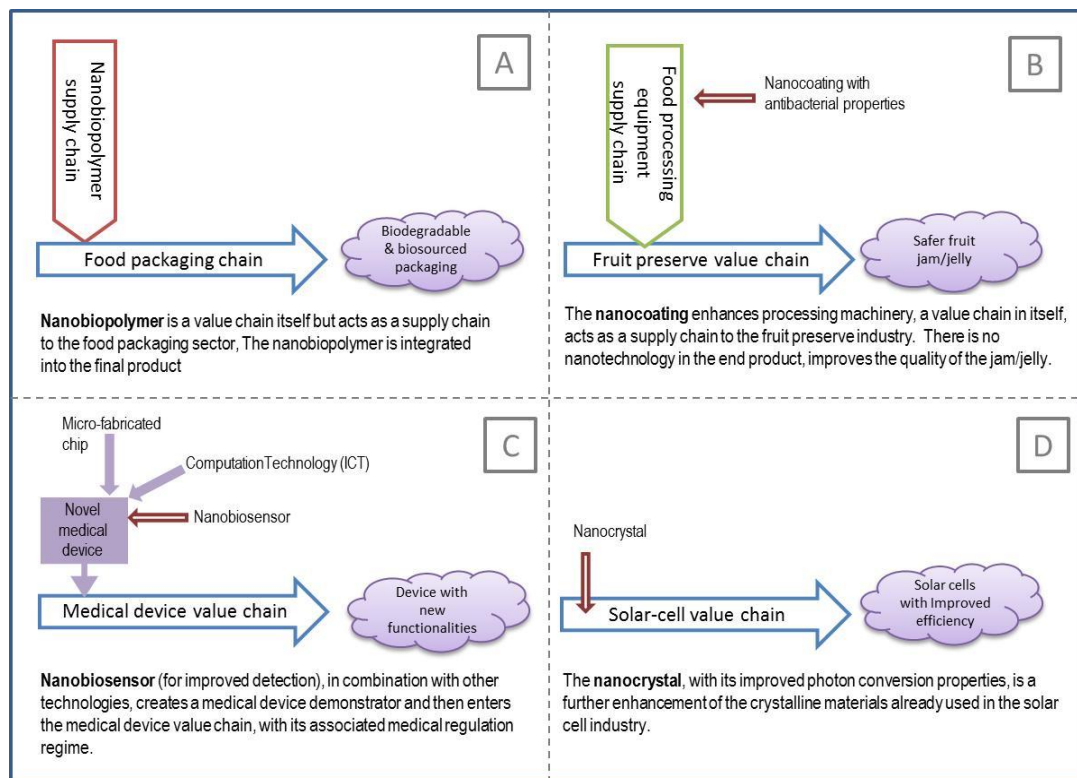 A
Nanobiopolymer
supply chain
Food packaging chain
Biodegradable
& biosourced
packaging
Nanobiopolymer is a value chain itself but acts as a supply chain
to the food packaging sector, The nanobiopolymer is integrated
into the final product
B
Food processing
equipment
supply chain
Nanocoating with
antibacterial properties
Fruit preserve value chain
Safer fruit
jam/jelly
The nanocoating enhances processing machinery, a value chain in itself,
acts as a supply chain to the fruit preserve industry. There is no
nanotechnology in the end product, improves the quality of the jam/jelly.
C
Micro-fabricated
chip
ComputationTechnology (ICT)
Novel
medical
device
Nanobiosensor
Medical device value chain
Device with
new
functionalities
Nanobiosensor (for improved detection), in combination with other
technologies, creates a medical device demonstrator and then enters
the medical device value chain, with its associated medical regulation
regime.
D
Nanocrystal
Solar-cell value chain
Solar cells
with Improved
efficiency
The nanocrystal, with its improved photon conversion properties, is a
further enhancement of the crystalline materials already used in the solar
cell industry.